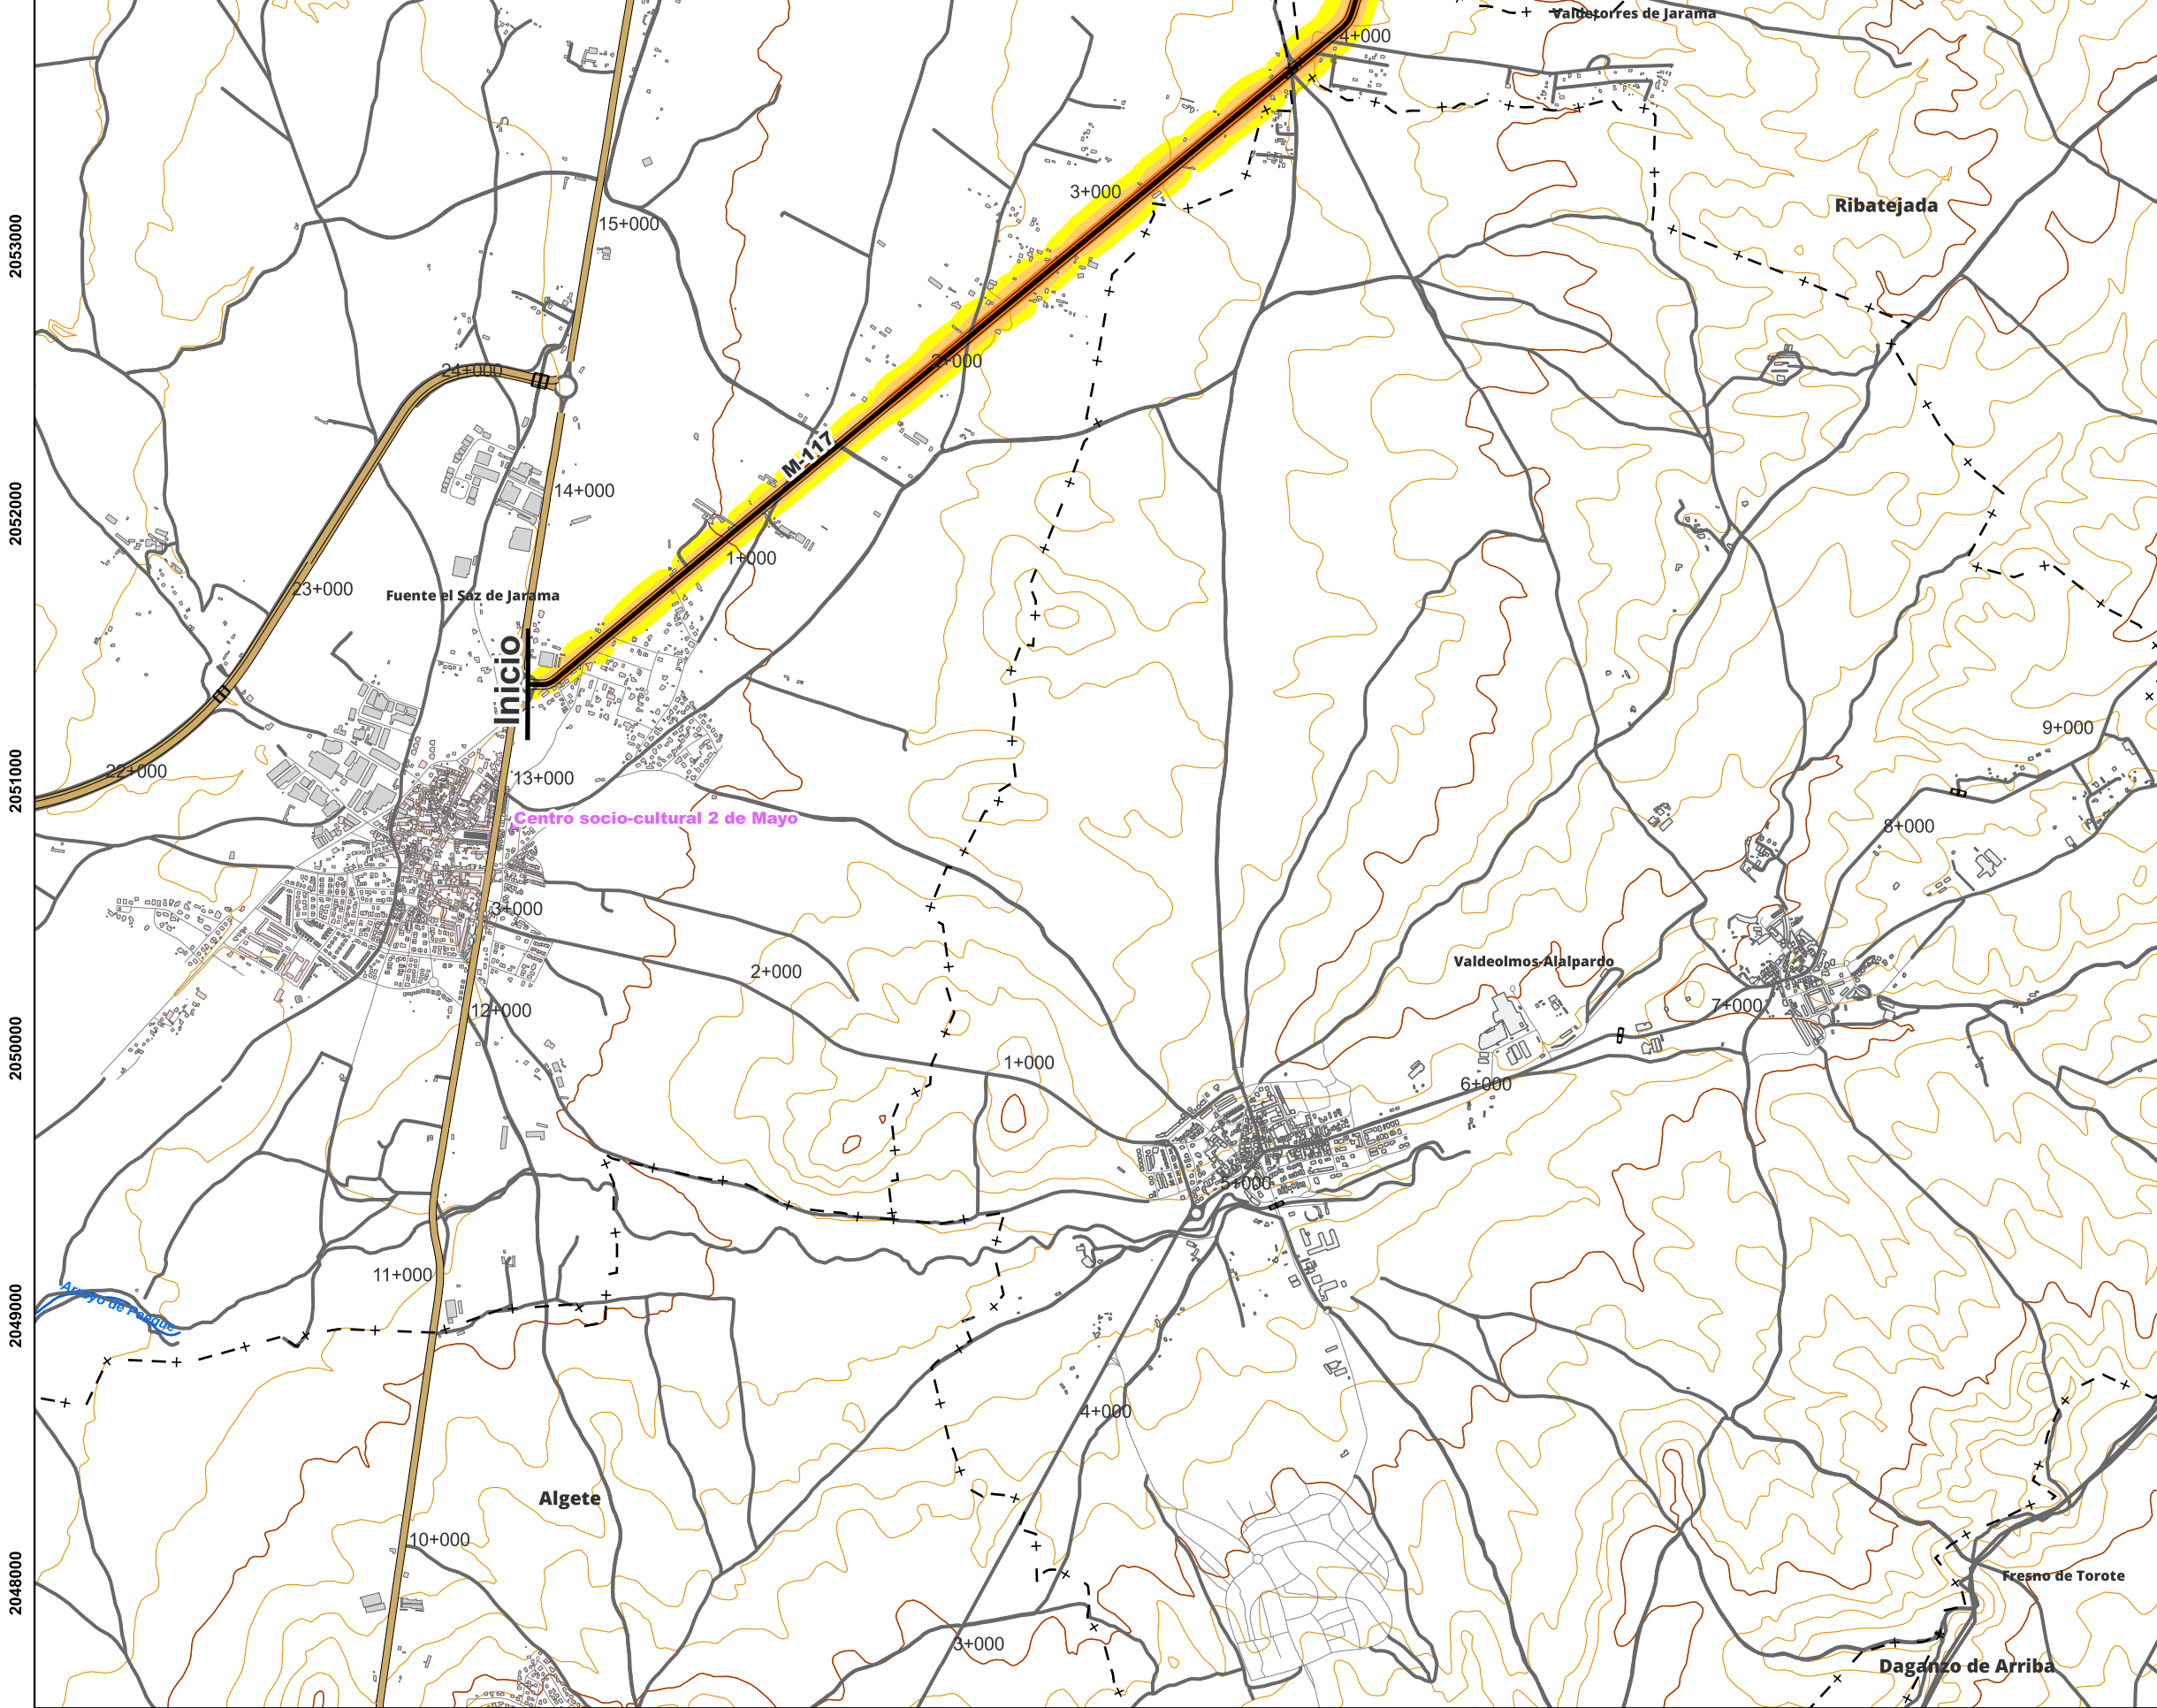 Valdetorres de Jarama
4+000
3+000
Ribatejada
15+000
2053000
2+000
24+000
M-117
14+000
2052000
1+000
23+000
Fuente el Saz de Jarama
Inicio
9+000
22+000
13+000
2051000
Centro socio-cultural 2 de Mayo
8+000
3+000
Valdeolmos-Alalpardo
2+000
7+000
12+000
2050000
1+000
6+000
5+000
11+000
Arroyo de Paeque
2049000
4+000
Algete
10+000
2048000
Fresno de Torote
3+000
Daganzo de Arriba